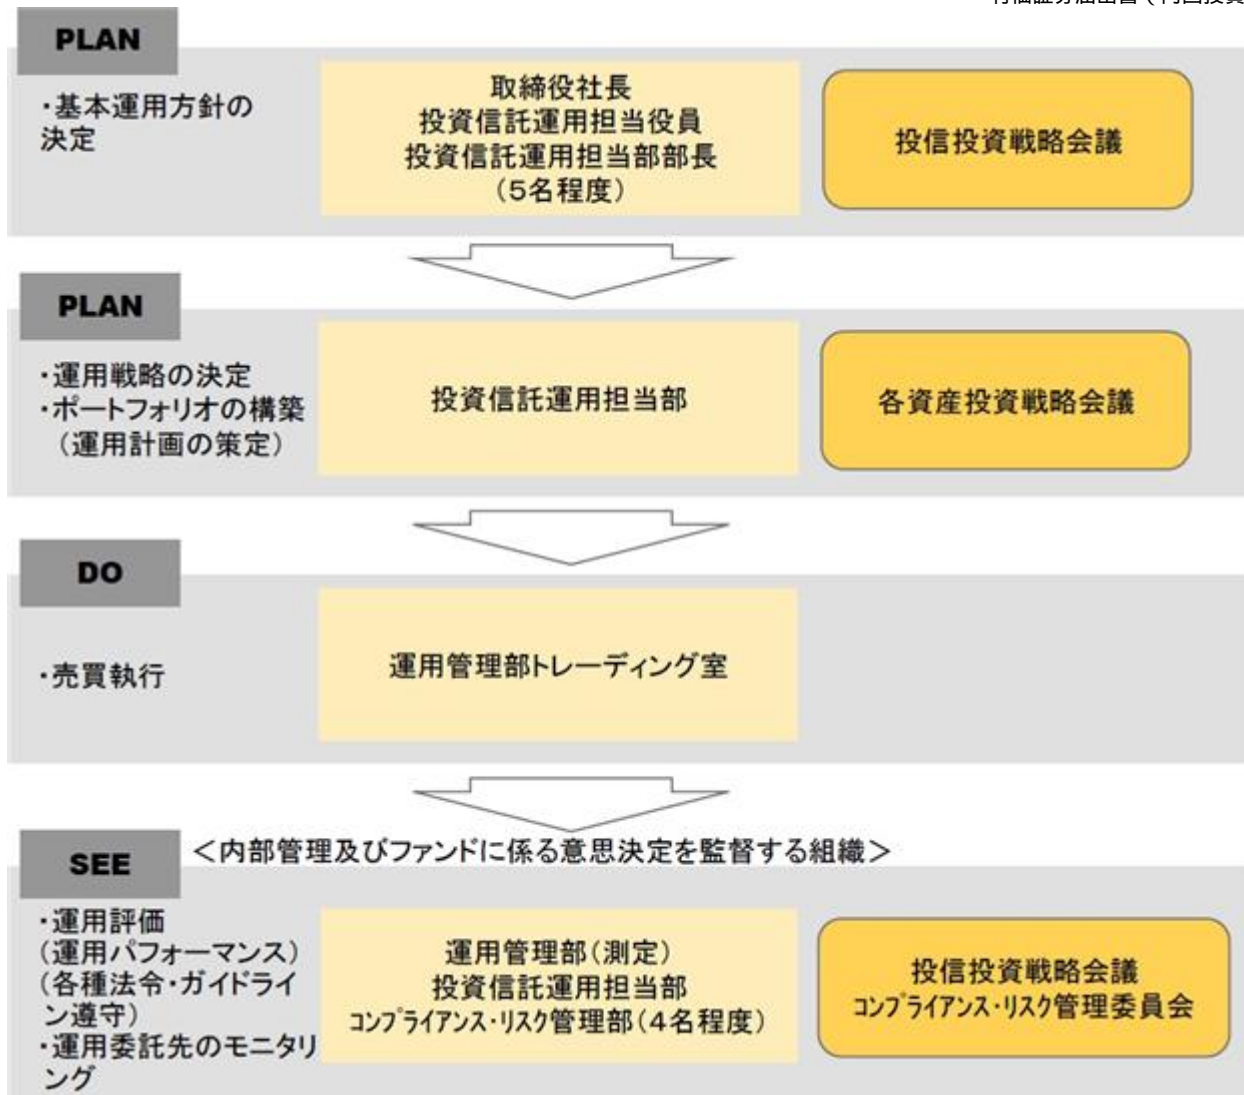 PLAN
・基本運用方針の
決定
取締役社長
投資信託運用担当役員
投資信託運用担当部部長
(5名程度)
投信投資戦略会議
PLAN
・運用戦略の決定
・ポートフォリオの構築
(運用計画の策定)
投資信託運用担当部
各資産投資戦略会議
DO
・売買執行
運用管理部トレーディング室
SEE
<内部管理及びファンドに係る意思決定を監督する組織>
・運用評価
(運用パフォーマンス)
(各種法令・ガイドライ
ン遵守)
・運用委託先のモニタリ
ング
運用管理部(測定)
投資信託運用担当部
コンプライアンス・リスク管理部(4名程度)
投信投資戦略会議
コンプライアンス・リスク管理委員会